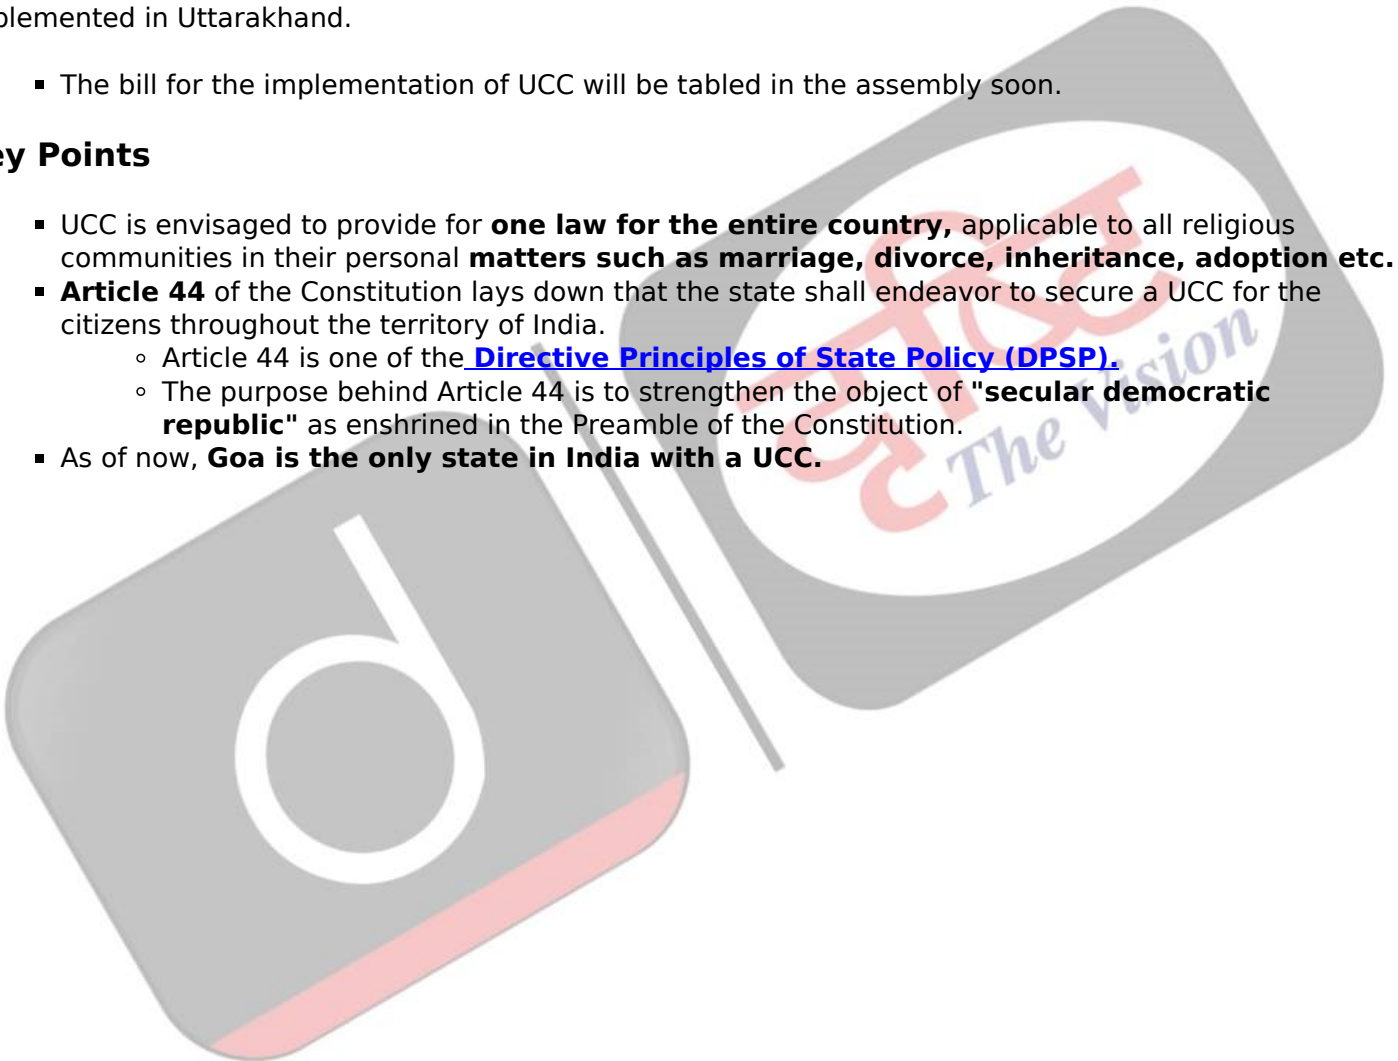 plemented in Uttarakhand.
▪ The bill for the implementation of UCC will be tabled in the assembly soon.
ey Points
▪ UCC is envisaged to provide for one law for the entire country, applicable to all religious
communities in their personal matters such as marriage, divorce, inheritance, adoption etc.
▪ Article 44 of the Constitution lays down that the state shall endeavor to secure a UCC for the
citizens throughout the territory of India.
◦ Article 44 is one of the Directive Principles of State Policy (DPSP).
◦ The purpose behind Article 44 is to strengthen the object of "secular democratic
republic" as enshrined in the Preamble of the Constitution.
▪ As of now, Goa is the only state in India with a UCC.
दृष्टि
The Vision
d